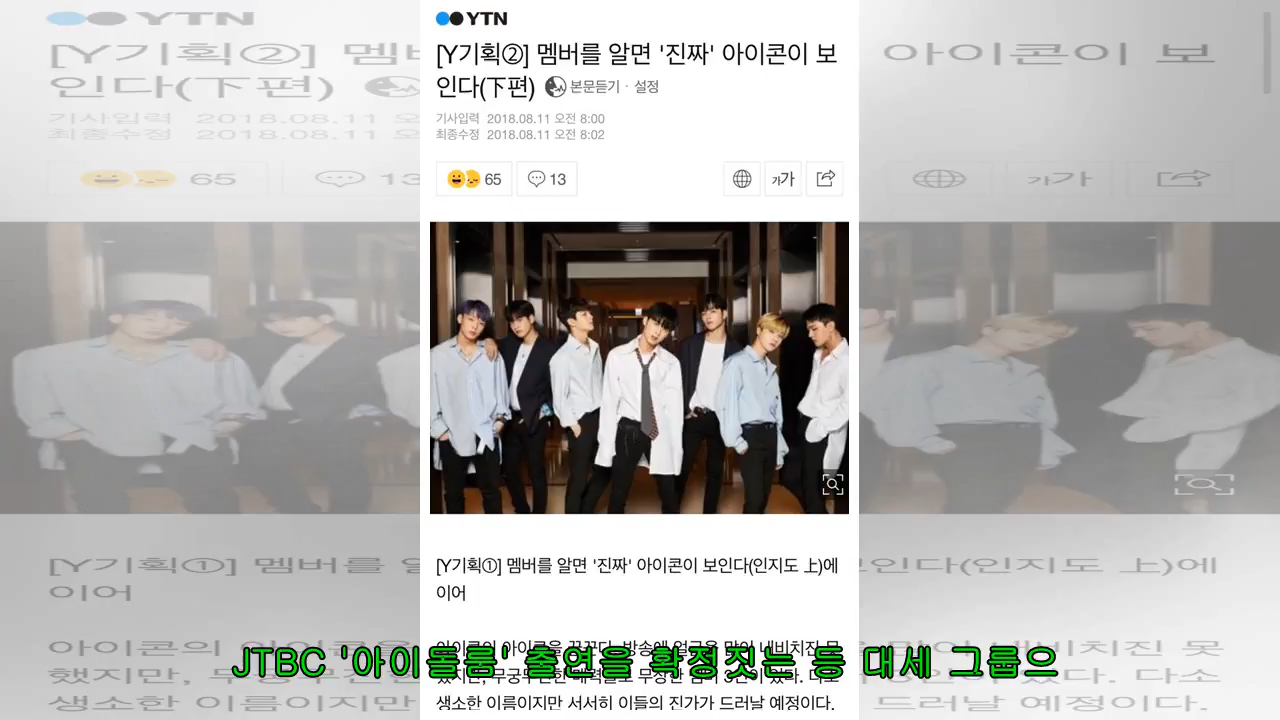 YTN
[Y기획②] 멤버를 알면 '진짜' 아이콘이 보
인다(下편) 본문듣기 · 설정
기사입력 2018.08.11 오전 8:00
최종수정 2018.08.11 오전 8:02
65
13
가가
[Y기획①] 멤버를 알면 '진짜' 아이콘이 보인다(인지도 上)에
이어
JTBC '아이돌룸' 출연을 확정짓는 등 대세 그룹으
생소한 이름이지만 서서히 이들의 진가가 드러날 예정이다.